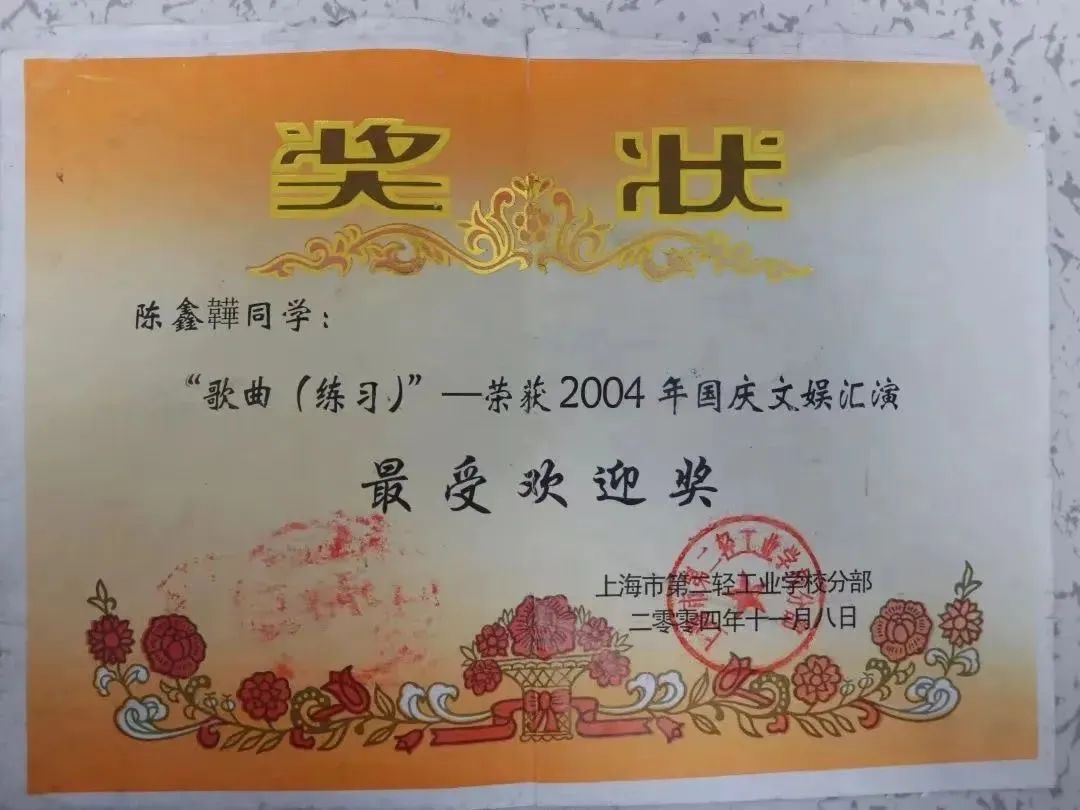 奖状
陈鑫韡同学：
“歌曲（练习）”—荣获2004年国庆文娱汇演
最受欢迎奖
上海市第二轻工业学校分部
二零零四年十一月八日